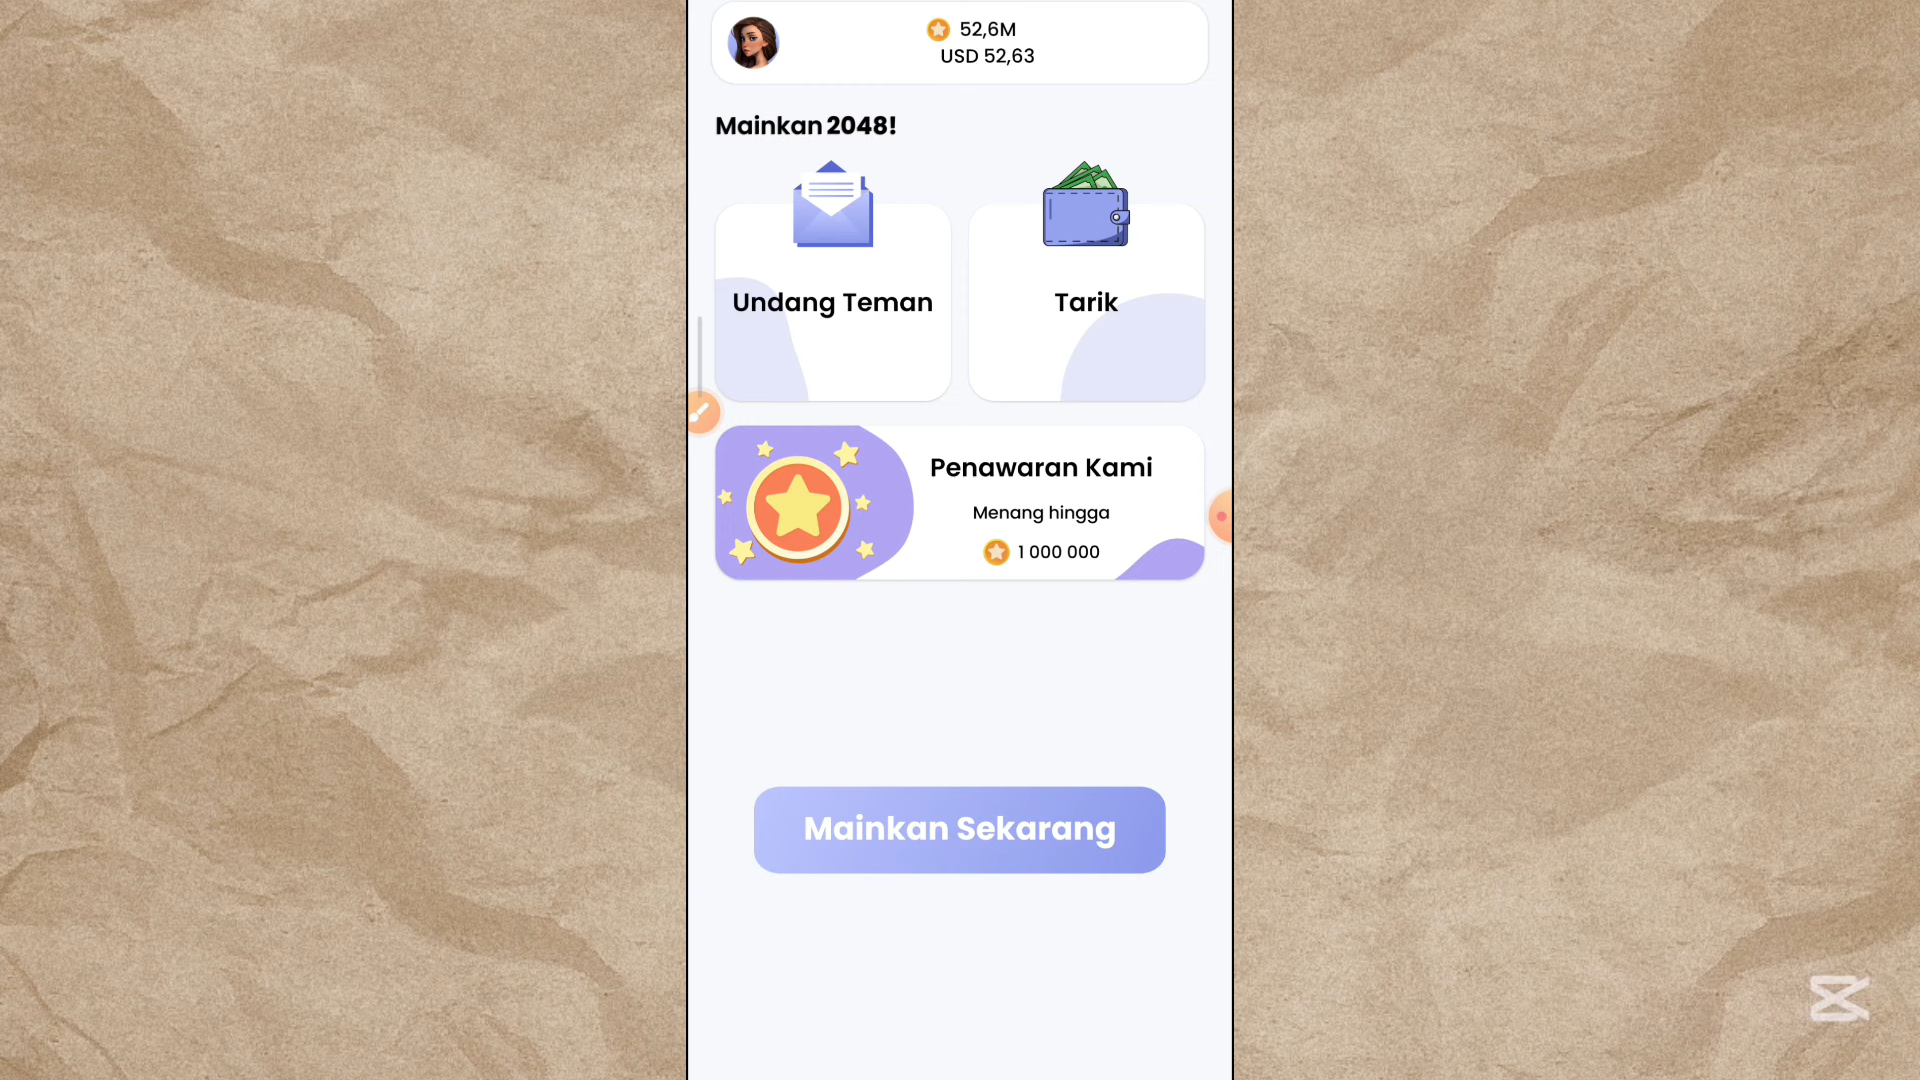 52,6M
USD 52,63
Mainkan 2048!
Undang Teman
Tarik
Penawaran Kami
Menang hingga
1 000 000
Mainkan Sekarang